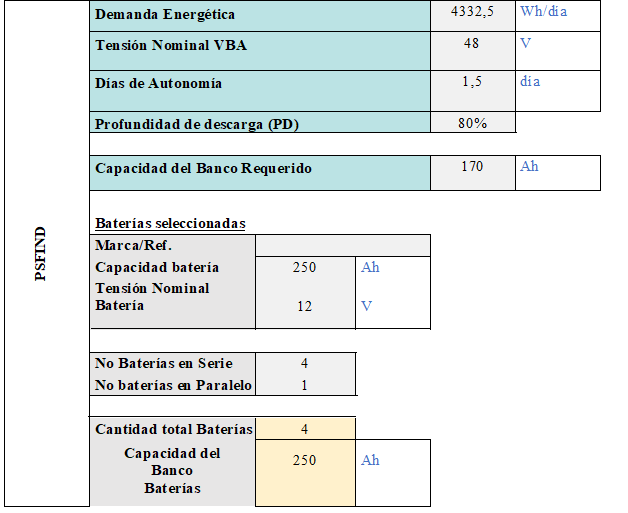 PSFIND
Demanda Energética 4332,5 Wh/dia
Tensión Nominal VBA 48 V
Días de Autonomía 1,5 dia
Profundidad de descarga (PD) 80%
Capacidad del Banco Requerido 170 Ah
Baterías seleccionadas
Marca/Ref.
Capacidad batería 250 Ah
Tensión Nominal
Batería 12 V
No Baterías en Serie 4
No baterías en Paralelo 1
Cantidad total Baterías 4
Capacidad del
Banco 250 Ah
Baterías